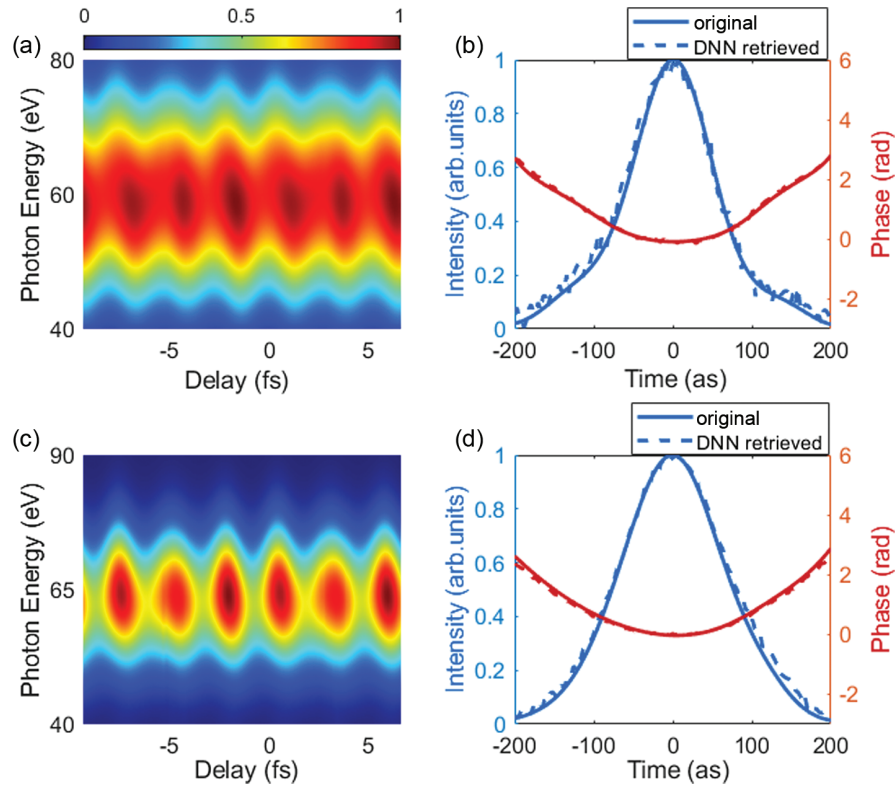 0 0.5 1
(a)
80
60
40
Photon Energy (eV)
-5 0 5
Delay (fs)
(b)
original
DNN retrieved
1
0.8
0.6
0.4
0.2
0
Intensity (arb.units)
6
4
2
0
-2
Phase (rad)
-200 -100 0 100 200
Time (as)
(c)
90
65
40
Photon Energy (eV)
-5 0 5
Delay (fs)
(d)
original
DNN retrieved
1
0.8
0.6
0.4
0.2
0
Intensity (arb.units)
6
4
2
0
-2
Phase (rad)
-200 -100 0 100 200
Time (as)